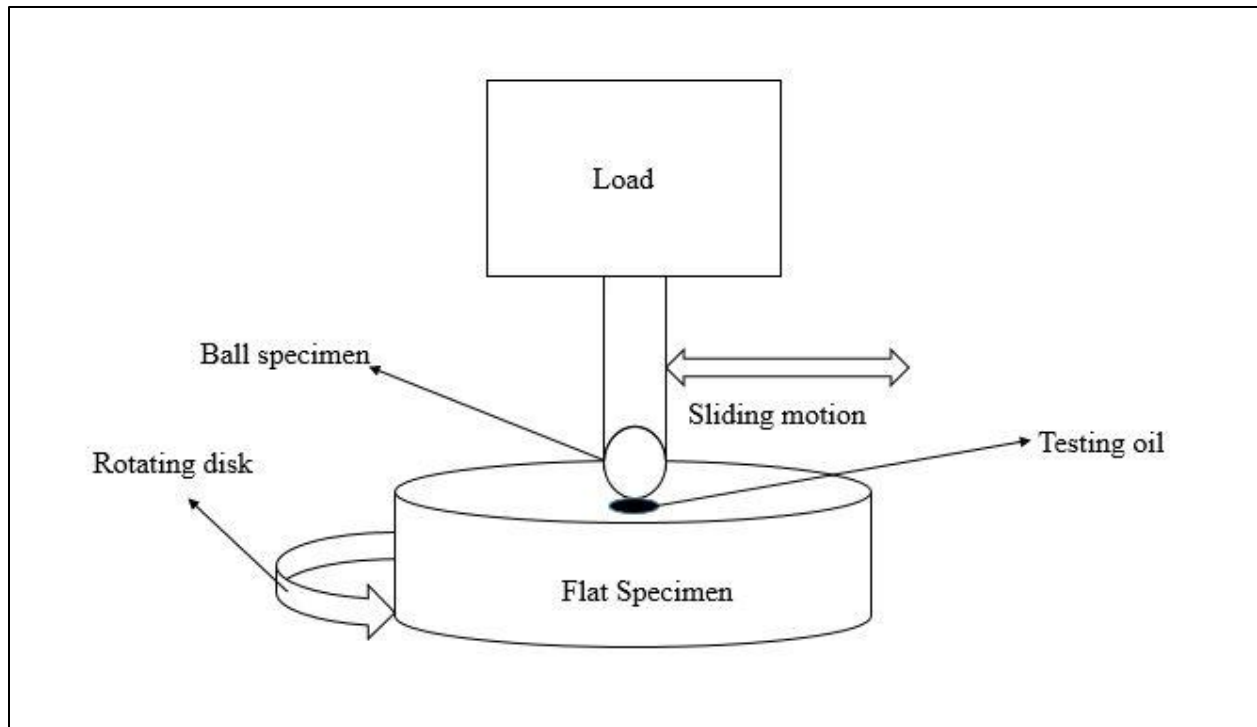 Load
Ball specimen
Sliding motion
Testing oil
Rotating disk
Flat Specimen